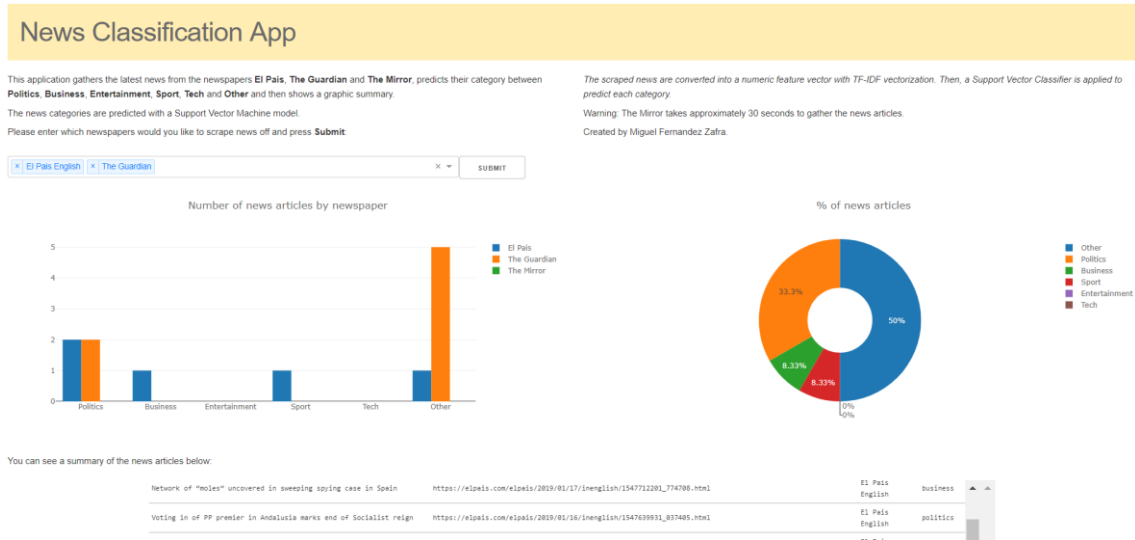 News Classification App
This application gathers the latest news from the newspapers El Pais, The Guardian and The Mirror, predicts their category between
Politics, Business, Entertainment, Sport, Tech and Other and then shows a graphic summary.
The news categories are predicted with a Support Vector Machine model.
Please enter which newspapers would you like to scrape news off and press Submit:
The scraped news are converted into a numeric feature vector with TF-IDF vectorization. Then, a Support Vector Classifier is applied to
predict each category.
Warning: The Mirror takes approximately 30 seconds to gather the news articles.
Created by Miguel Fernandez Zafra.
× El Pais English × The Guardian
×
SUBMIT
Number of news articles by newspaper
5
4
3
2
1
0
Politics Business Entertainment Sport Tech Other
El Pais
The Guardian
The Mirror
% of news articles
33.3%
50%
8.33%
8.33%
0%
0%
Other
Politics
Business
Sport
Entertainment
Tech
You can see a summary of the news articles below:
Network of "moles" uncovered in sweeping spying case in Spain https://elpais.com/elpais/2019/01/17/inenglish/1547712201_774708.html El Pais English business
Voting in of PP premier in Andalusia marks end of Socialist reign https://elpais.com/elpais/2019/01/16/inenglish/1547639931_037405.html El Pais English politics